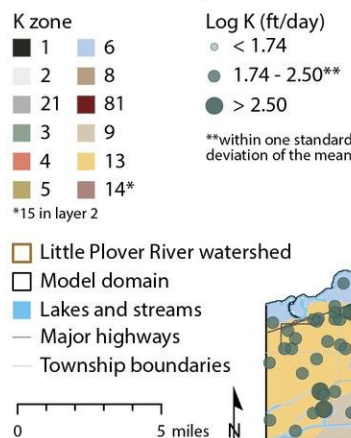 K zone
1
2
21
3
4
5
6
8
81
9
13
14*
*15 in layer 2
Log K (ft/day)
< 1.74
1.74 - 2.50**
> 2.50
**within one standard
deviation of the mean
Little Plover River watershed
Model domain
Lakes and streams
Major highways
Township boundaries
0 5 miles N